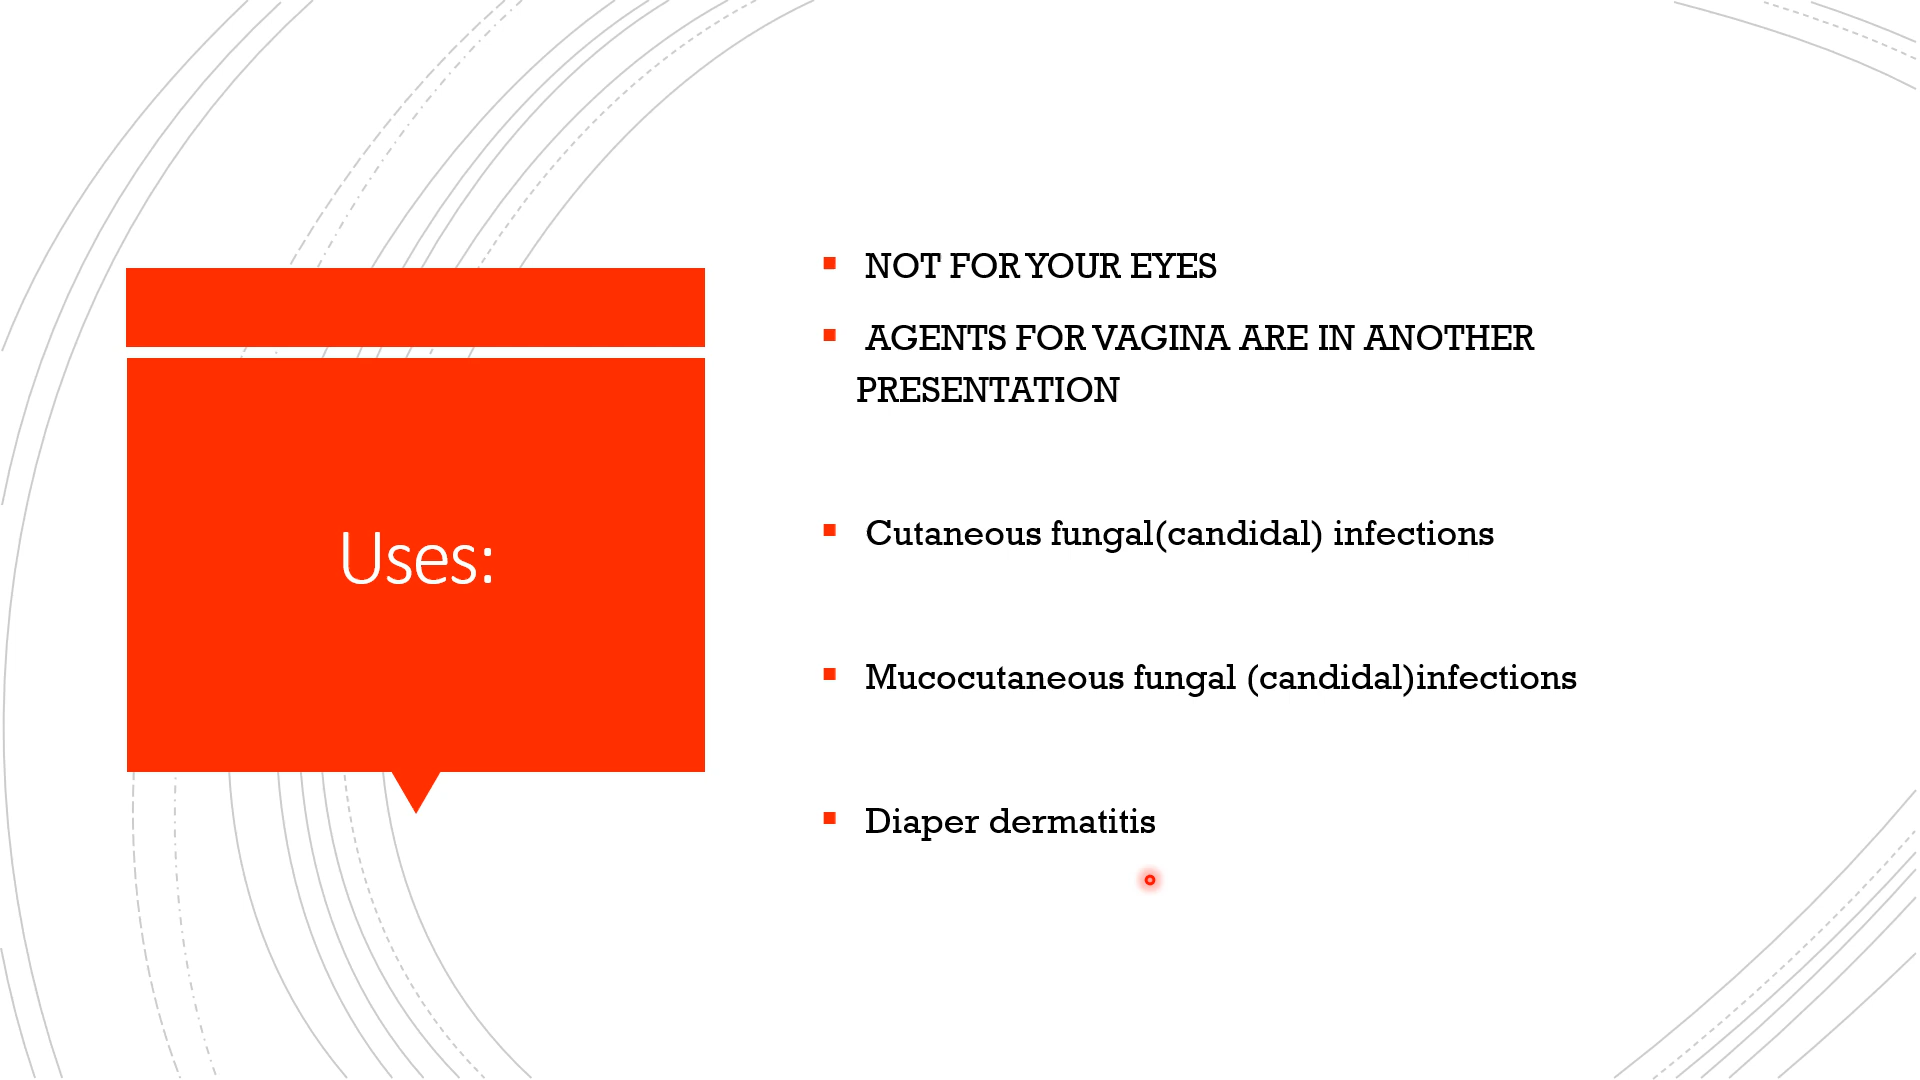 Uses:
NOT FOR YOUR EYES
AGENTS FOR VAGINA ARE IN ANOTHER
PRESENTATION
Cutaneous fungal(candidal) infections
Mucocutaneous fungal (candidal)infections
Diaper dermatitis